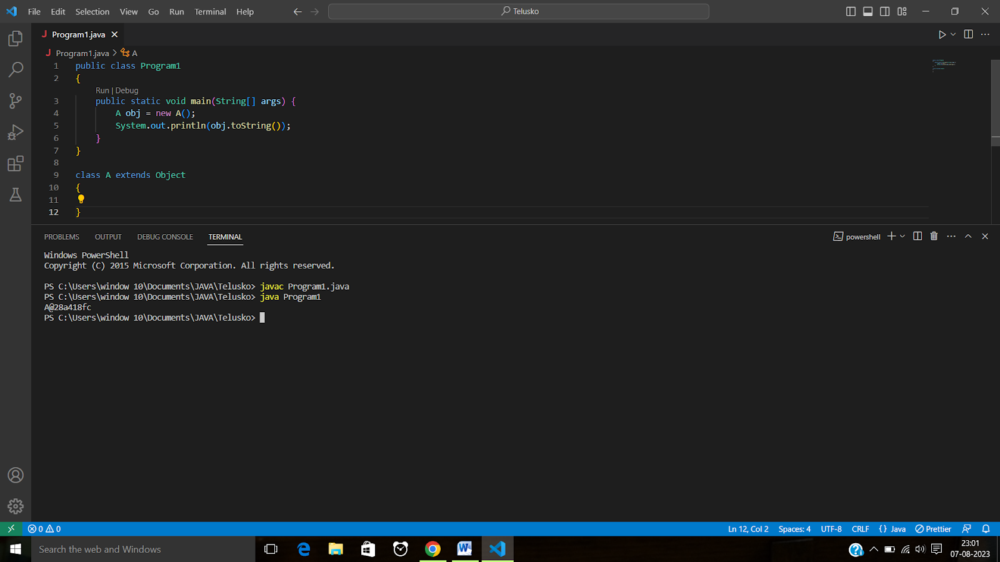 File Edit Selection View Go Run Terminal Help
Telusko
Program1.java
Program1.java > A
1 public class Program1
2 {
Run | Debug
3 public static void main(String[] args) {
4 A obj = new A();
5 System.out.println(obj.toString());
6 }
7 }
8
9 class A extends Object
10 {
11
12 }
PROBLEMS OUTPUT DEBUG CONSOLE TERMINAL
powershell
Windows PowerShell
Copyright (C) 2015 Microsoft Corporation. All rights reserved.
PS C:\Users\window 10\Documents\JAVA\Telusko> javac Program1.java
PS C:\Users\window 10\Documents\JAVA\Telusko> java Program1
A@28a418fc
PS C:\Users\window 10\Documents\JAVA\Telusko>
0 0 Ln 12, Col 2 Spaces: 4 UTF-8 CRLF {} Java Prettier
Search the web and Windows
23:01
07-08-2023